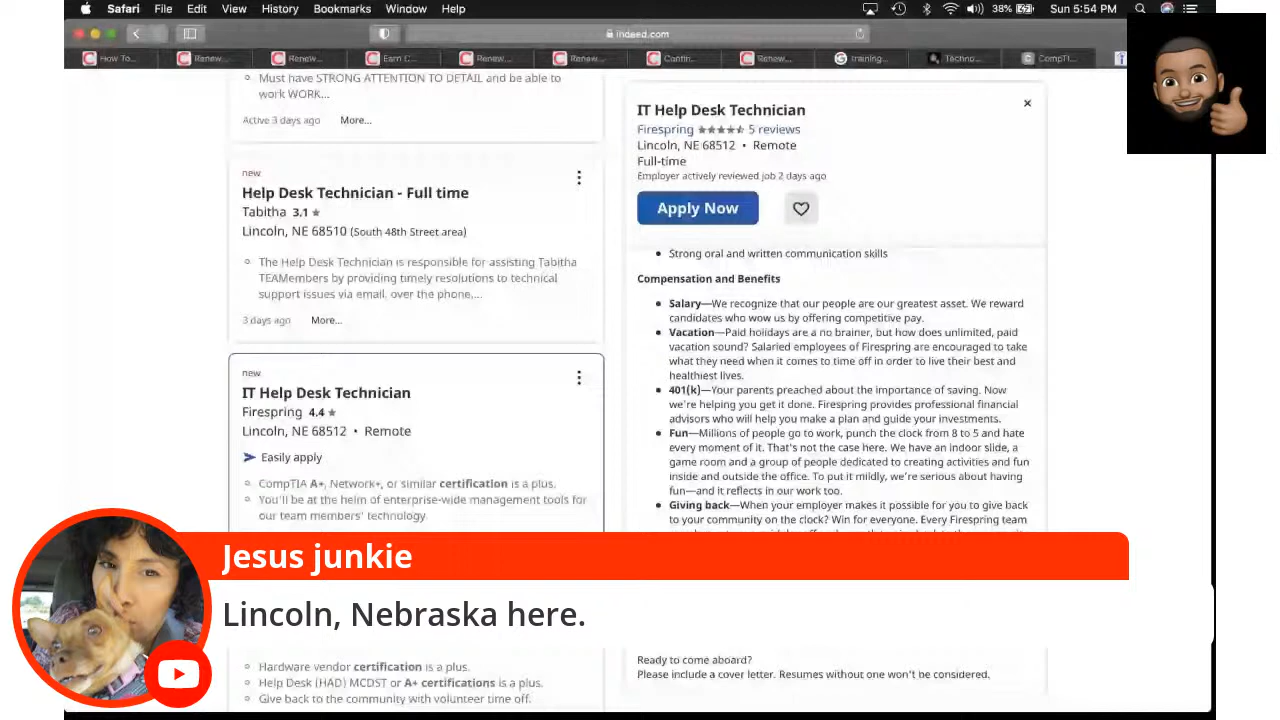 Safari File Edit View History Bookmarks Window Help 38% Sun 5:54 PM
indeed.com
How To... Renew... Renew... Earn C... Renew... Renew... Contin... Renew... training... Techno... CompTI...
Must have STRONG ATTENTION TO DETAIL and be able to
work WORK...
Active 3 days ago More...
new
Help Desk Technician - Full time
Tabitha 3.1
Lincoln, NE 68510 (South 48th Street area)
The Help Desk Technician is responsible for assisting Tabitha
TEAMembers by providing timely resolutions to technical
support issues via email, over the phone,...
3 days ago More...
new
IT Help Desk Technician
Firespring 4.4
Lincoln, NE 68512 • Remote
Easily apply
CompTIA A+, Network+, or similar certification is a plus.
You'll be at the helm of enterprise-wide management tools for
our team members' technology.
Hardware vendor certification is a plus.
Help Desk (HAD) MCDST or A+ certifications is a plus.
Give back to the community with volunteer time off.
IT Help Desk Technician
Firespring 5 reviews
Lincoln, NE 68512 • Remote
Full-time
Employer actively reviewed job 2 days ago
Apply Now
Strong oral and written communication skills
Compensation and Benefits
Salary—We recognize that our people are our greatest asset. We reward
candidates who wow us by offering competitive pay.
Vacation—Paid holidays are a no brainer, but how does unlimited, paid
vacation sound? Salaried employees of Firespring are encouraged to take
what they need when it comes to time off in order to live their best and
healthiest lives.
401(k)—Your parents preached about the importance of saving. Now
we're helping you get it done. Firespring provides professional financial
advisors who will help you make a plan and guide your investments.
Fun—Millions of people go to work, punch the clock from 8 to 5 and hate
every moment of it. That's not the case here. We have an indoor slide, a
game room and a group of people dedicated to creating activities and fun
inside and outside the office. To put it mildly, we're serious about having
fun—and it reflects in our work too.
Giving back—When your employer makes it possible for you to give back
to your community on the clock? Win for everyone. Every Firespring team
Ready to come aboard?
Please include a cover letter. Resumes without one won't be considered.
Jesus junkie
Lincoln, Nebraska here.